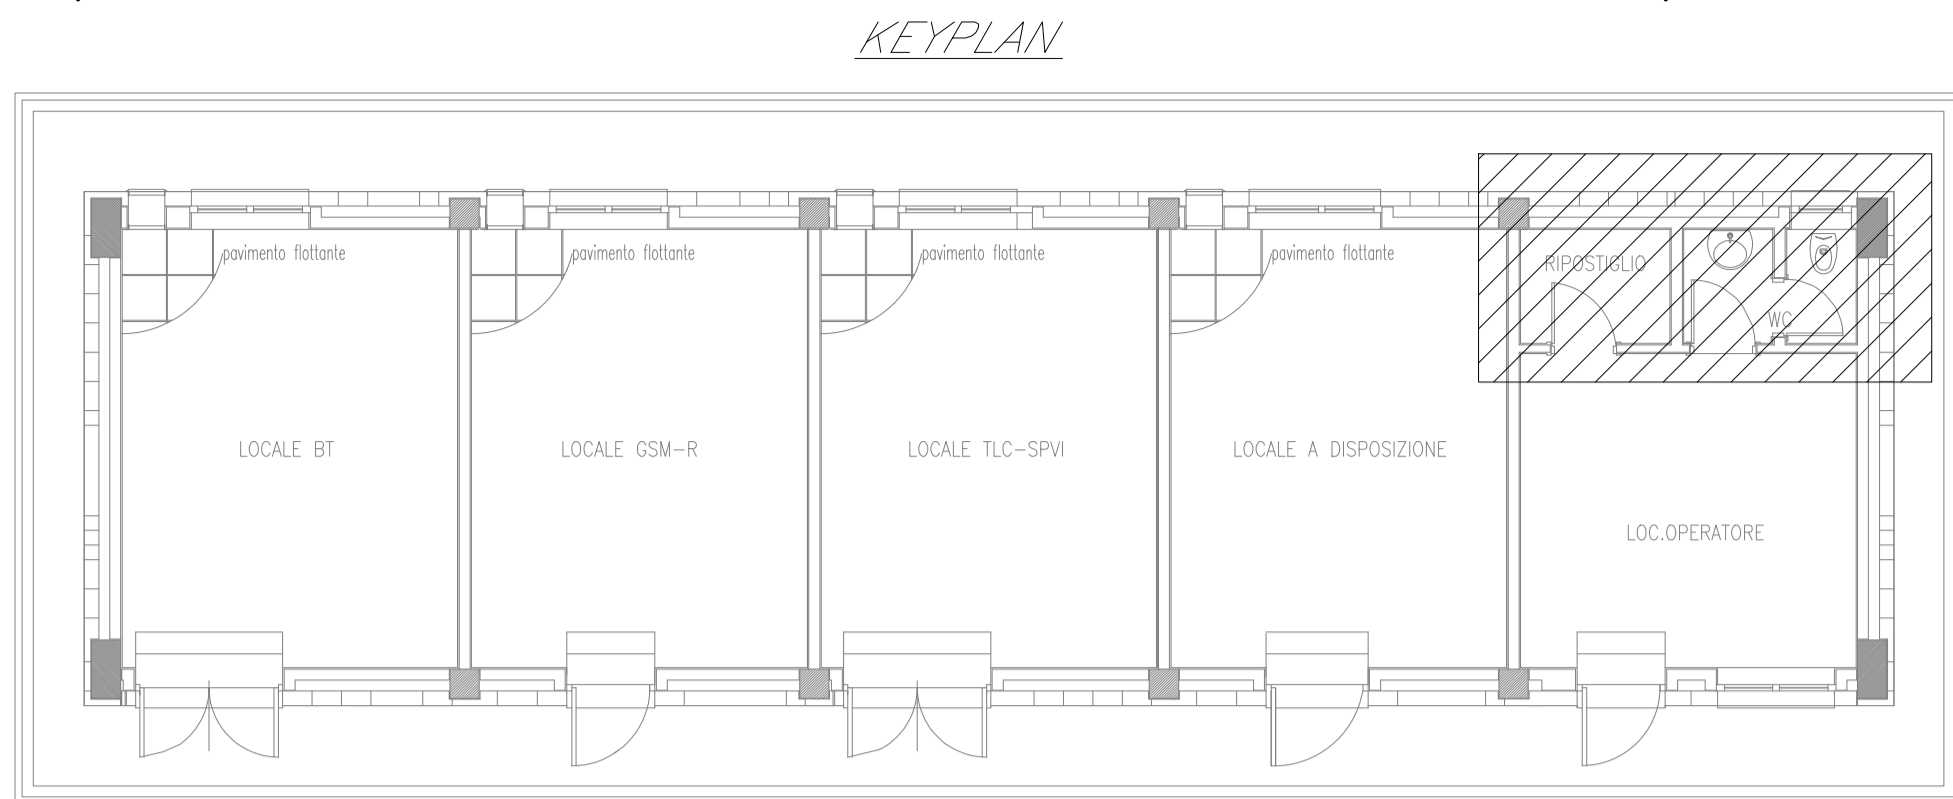 KEYPLAN
pavimento flottante
pavimento flottante
pavimento flottante
pavimento flottante
RIPOSTIGLIO
WC
LOCALE BT
LOCALE GSM-R
LOCALE TLC-SPVI
LOCALE A DISPOSIZIONE
LOC.OPERATORE